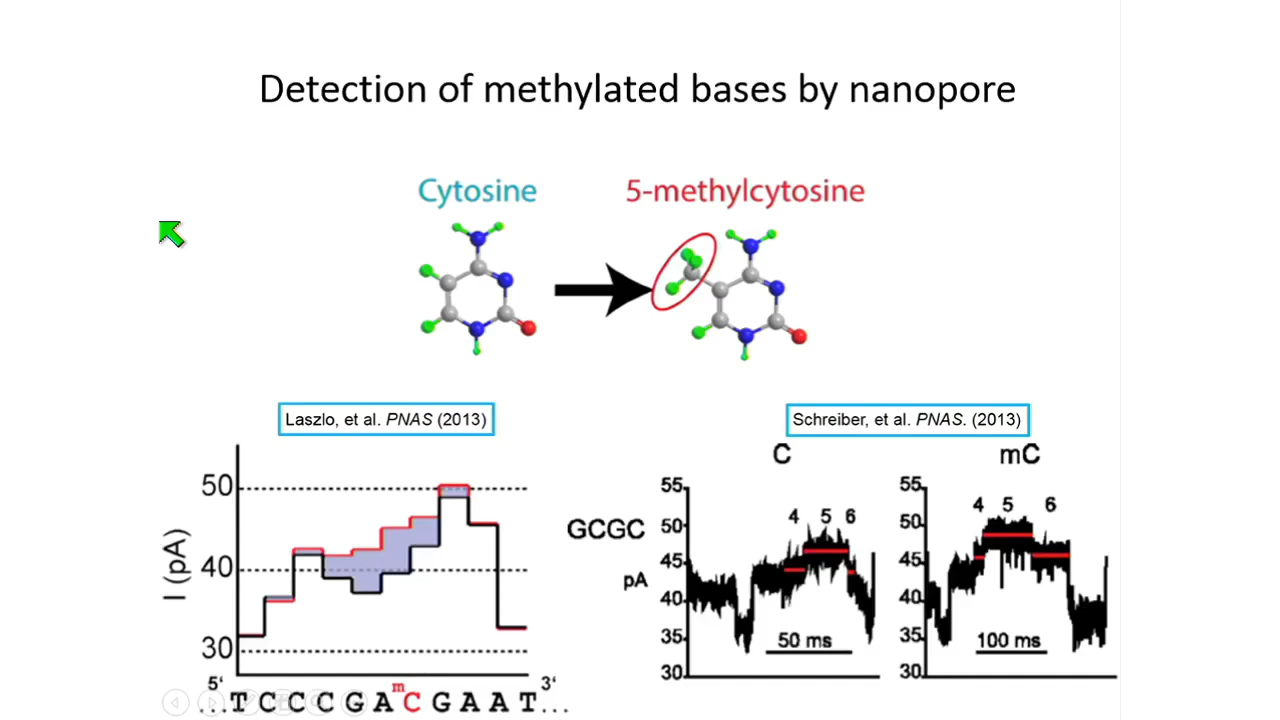 Detection of methylated bases by nanopore
Cytosine
5-methylcytosine
Laszlo, et al. PNAS (2013)
Schreiber, et al. PNAS. (2013)
I (pA)
50
40
30
5‘
...TCCCGAmCGAAT...
3‘
GCGC
pA
C
55
50
45
40
35
30
4 5 6
50 ms
mC
55
50
45
40
35
30
4 5 6
100 ms